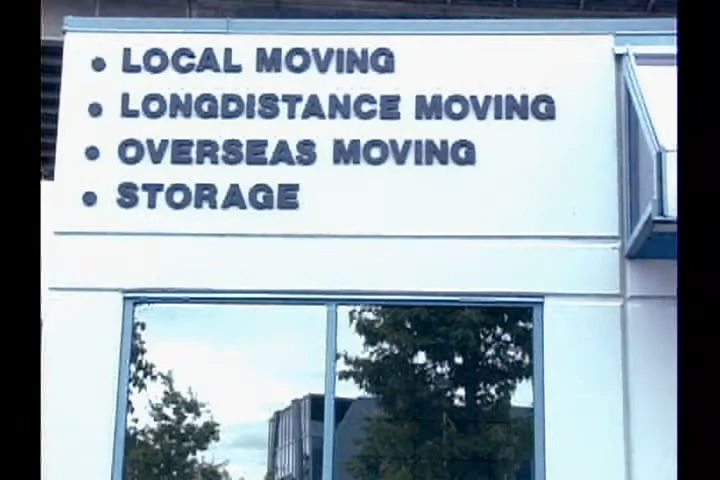 • LOCAL MOVING
• LONGDISTANCE MOVING
• OVERSEAS MOVING
• STORAGE